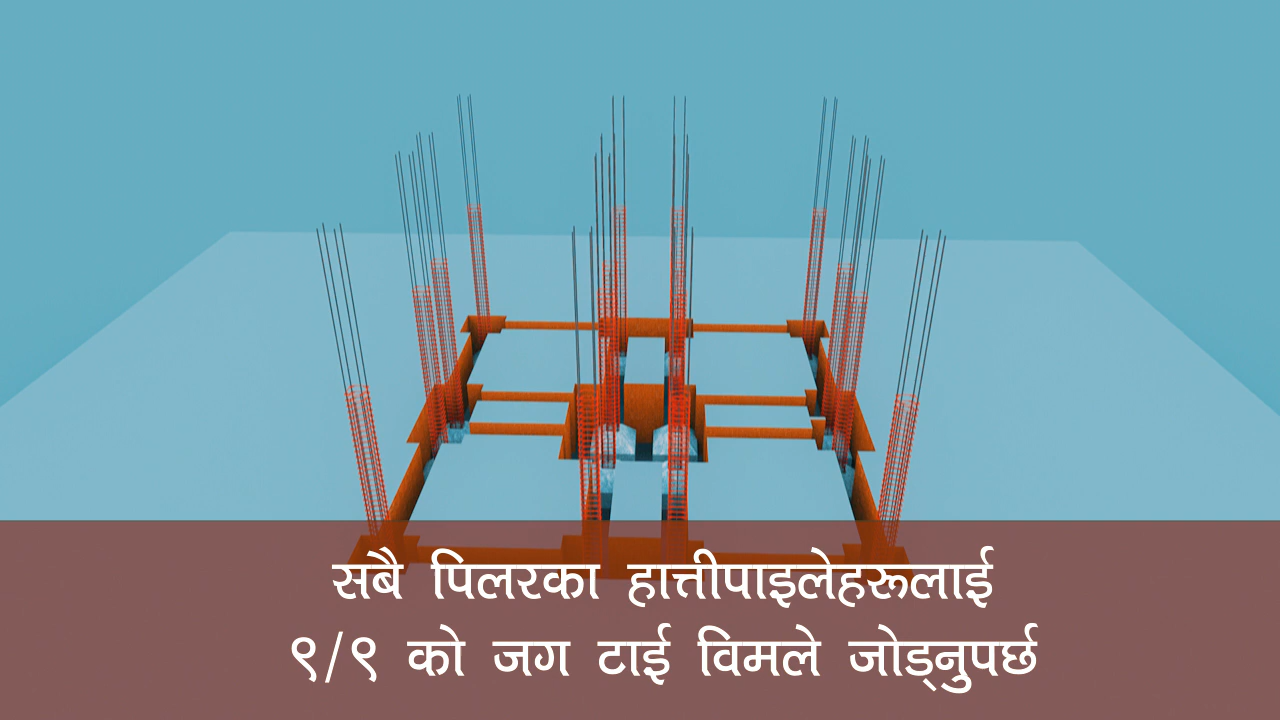 सबै पिलरका हात्तीपाइलेहरूलाई
९/९ को जग टाई विमले जोड्नुपर्छ